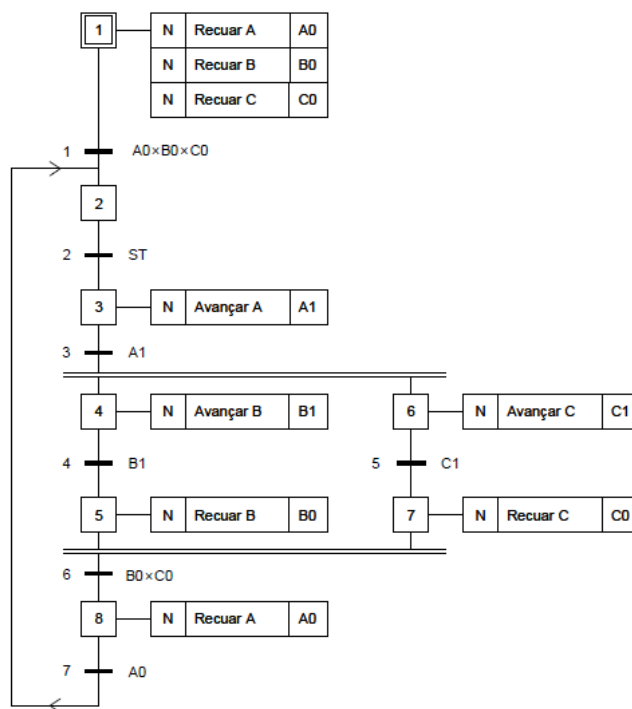 1 N Recuar A A0
N Recuar B B0
N Recuar C C0
1 A0×B0×C0
2
2 ST
3 N Avançar A A1
3 A1
4 N Avançar B B1 6 N Avançar C C1
4 B1 5 C1
5 N Recuar B B0 7 N Recuar C C0
6 B0×C0
8 N Recuar A A0
7 A0